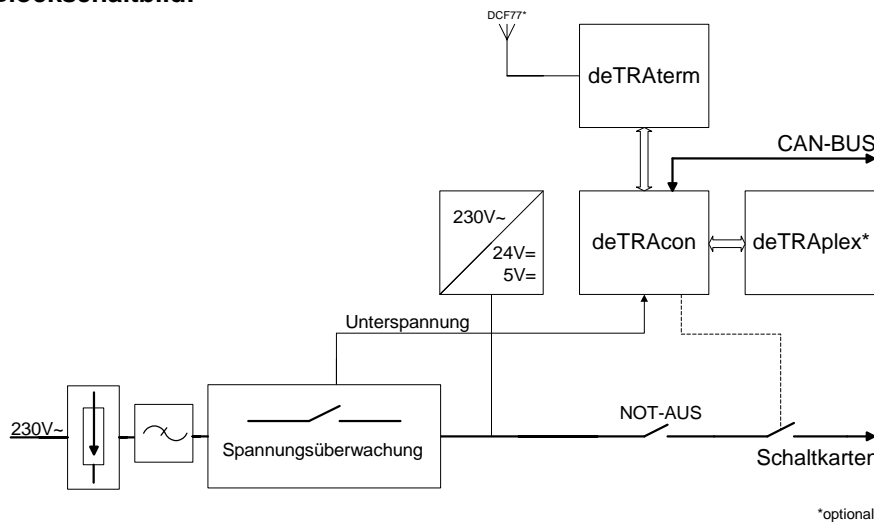 DCF77*
deTRAterm
CAN-BUS
230V~
24V=
5V=
deTRAcon
deTRAplex*
Unterspannung
230V~
Spannungsüberwachung
NOT-AUS
Schaltkarten
*optional